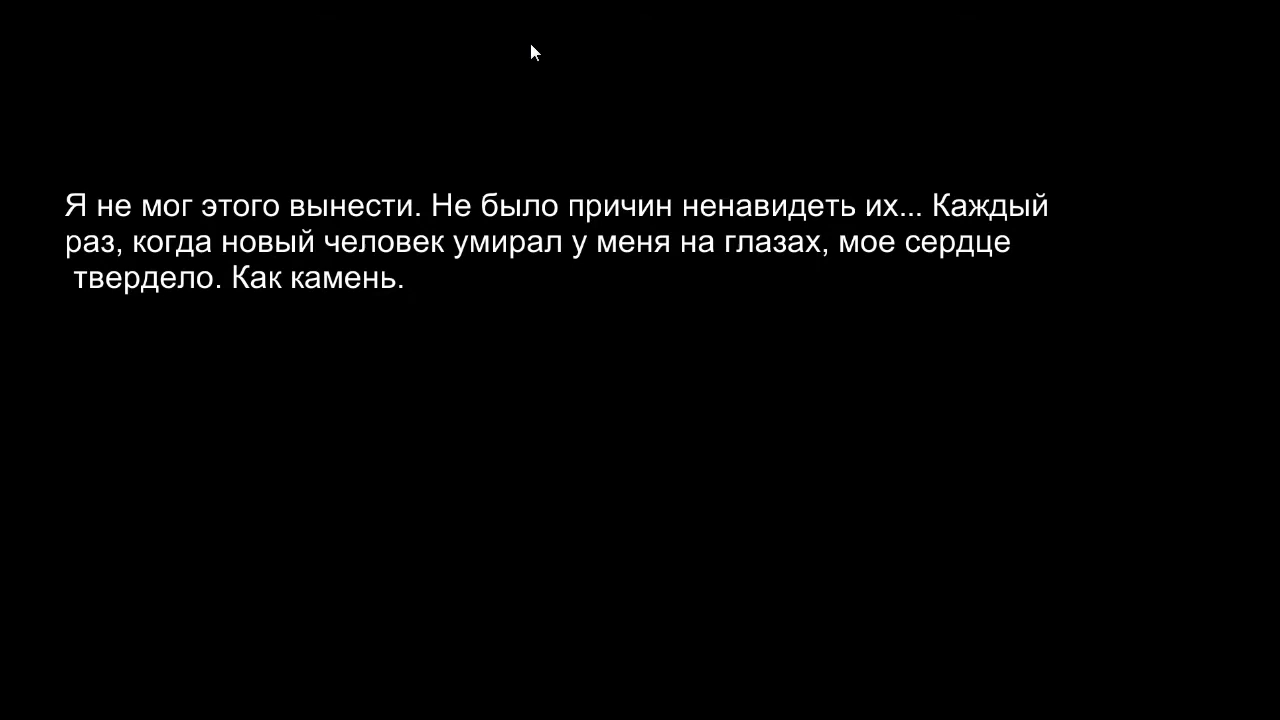 Я не мог этого вынести. Не было причин ненавидеть их... Каждый
раз, когда новый человек умирал у меня на глазах, мое сердце
твердело. Как камень.